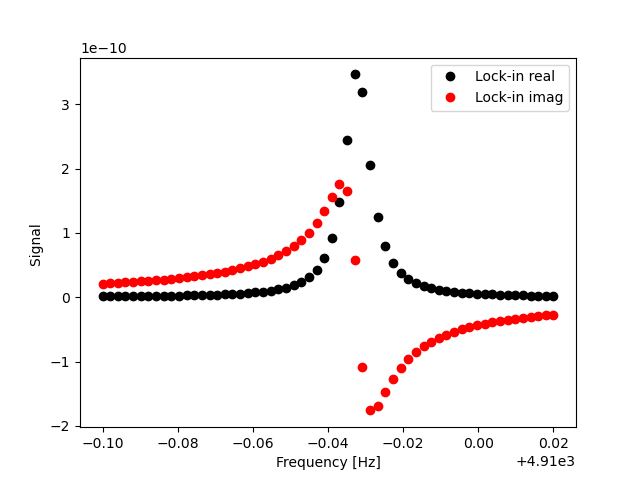 1e−10
Lock-in real
Lock-in imag
3
2
1
0
−1
−2
Signal
−0.10
−0.08
−0.06
−0.04
−0.02
0.00
0.02
Frequency [Hz]
+4.91e3